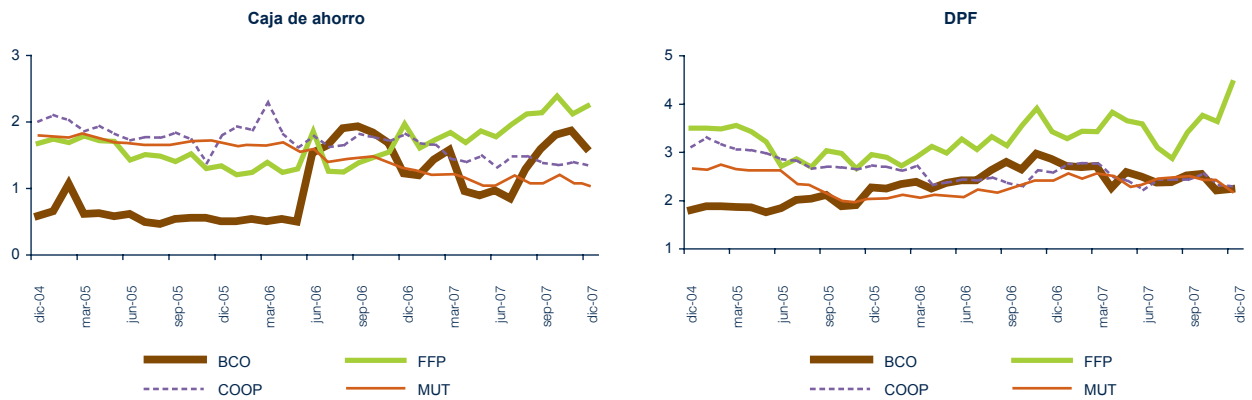 Caja de ahorro
3
2
1
0
dic-04
mar-05
jun-05
sep-05
dic-05
mar-06
jun-06
sep-06
dic-06
mar-07
jun-07
sep-07
dic-07
BCO
FFP
COOP
MUT
DPF
5
4
3
2
1
dic-04
mar-05
jun-05
sep-05
dic-05
mar-06
jun-06
sep-06
dic-06
mar-07
jun-07
sep-07
dic-07
BCO
FFP
COOP
MUT